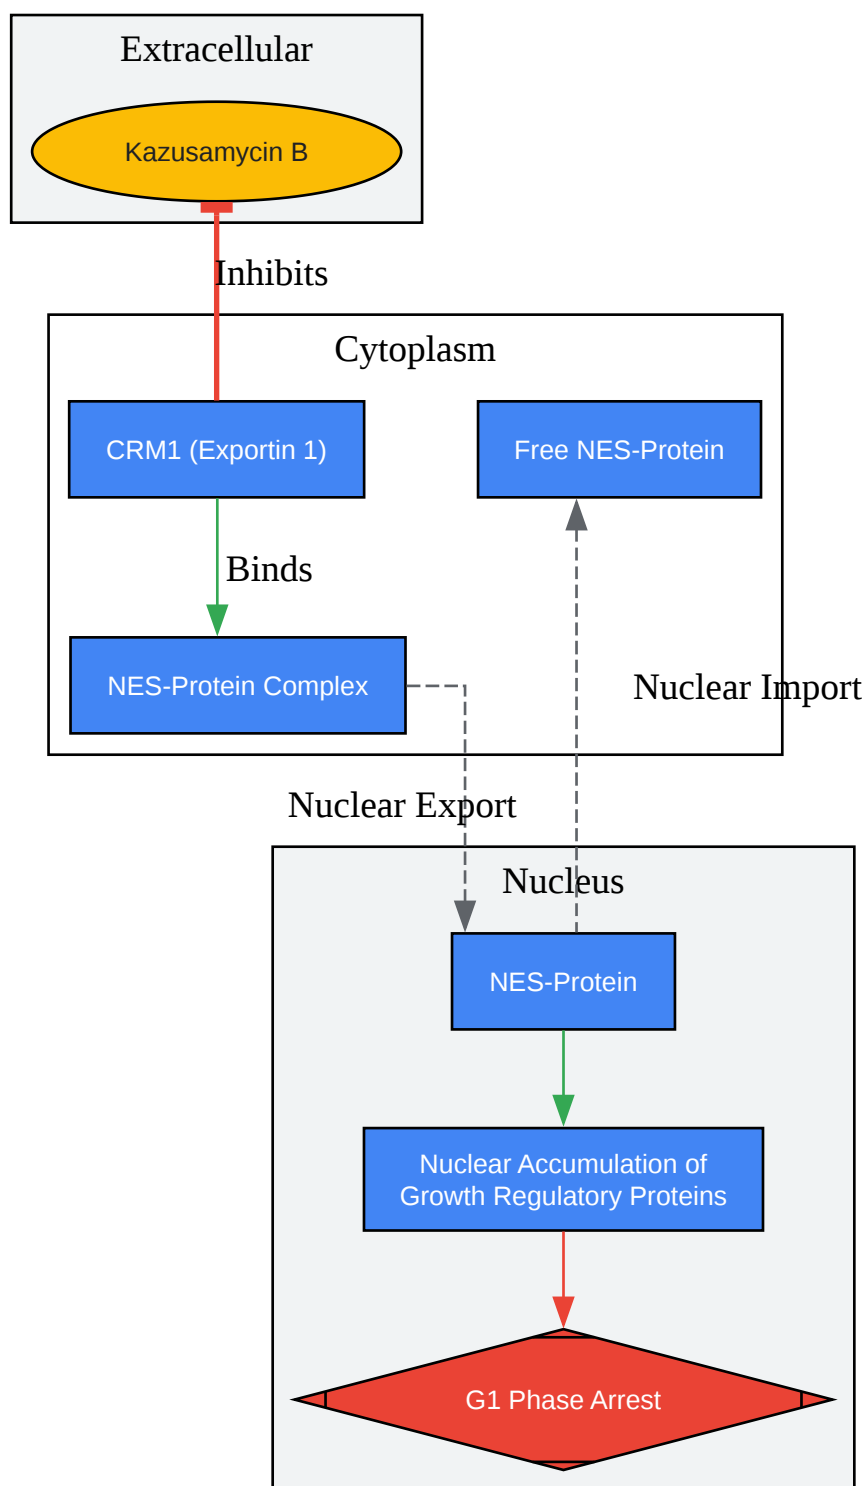 Extracellular
Kazusamycin B
Inhibits
Cytoplasm
CRM1 (Exportin 1)
Free NES-Protein
Binds
NES-Protein Complex
Nuclear Import
Nuclear Export
Nucleus
NES-Protein
Nuclear Accumulation of
Growth Regulatory Proteins
G1 Phase Arrest